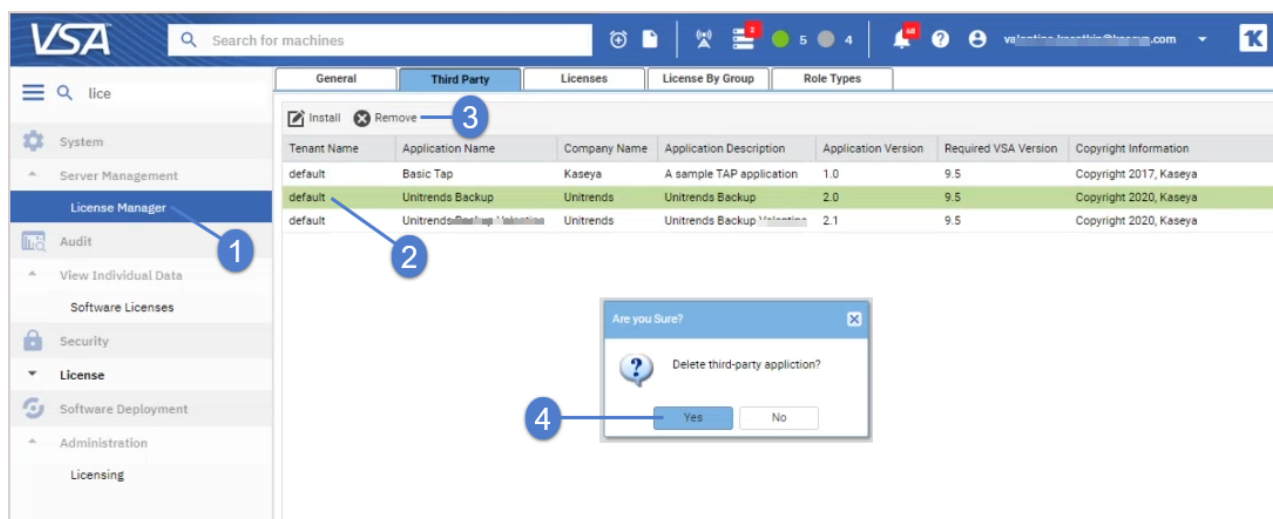 VSA
Search for machines
2
5
4
68
.com
K
lice
General
Third Party
Licenses
License By Group
Role Types
Install
Remove
3
System
Server Management
License Manager
1
Audit
View Individual Data
Software Licenses
Security
License
Software Deployment
Administration
Licensing
Tenant Name Application Name Company Name Application Description Application Version Required VSA Version Copyright Information
default Basic Tap Kaseya A sample TAP application 1.0 9.5 Copyright 2017, Kaseya
default Unitrends Backup Unitrends Unitrends Backup 2.0 9.5 Copyright 2020, Kaseya
default Unitrends Unitrends Unitrends Backup 2.1 9.5 Copyright 2020, Kaseya
2
Are you Sure?
Delete third-party appliction?
4
Yes
No